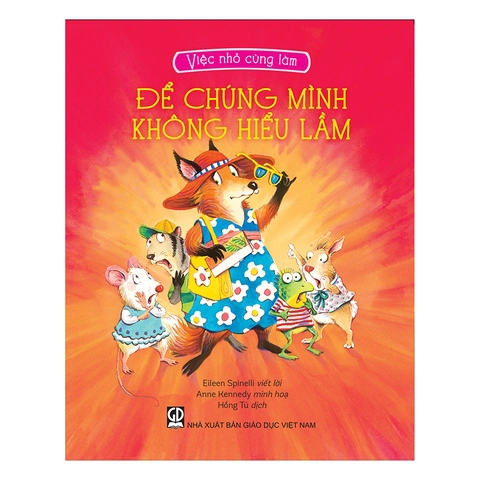 Việc nhỏ cùng làm
ĐỂ CHÚNG MÌNH
KHÔNG HIỂU LẦM
Eileen Spinelli viết lời
Anne Kennedy minh hoạ
Hồng Tú dịch
GD
NHÀ XUẤT BẢN GIÁO DỤC VIỆT NAM